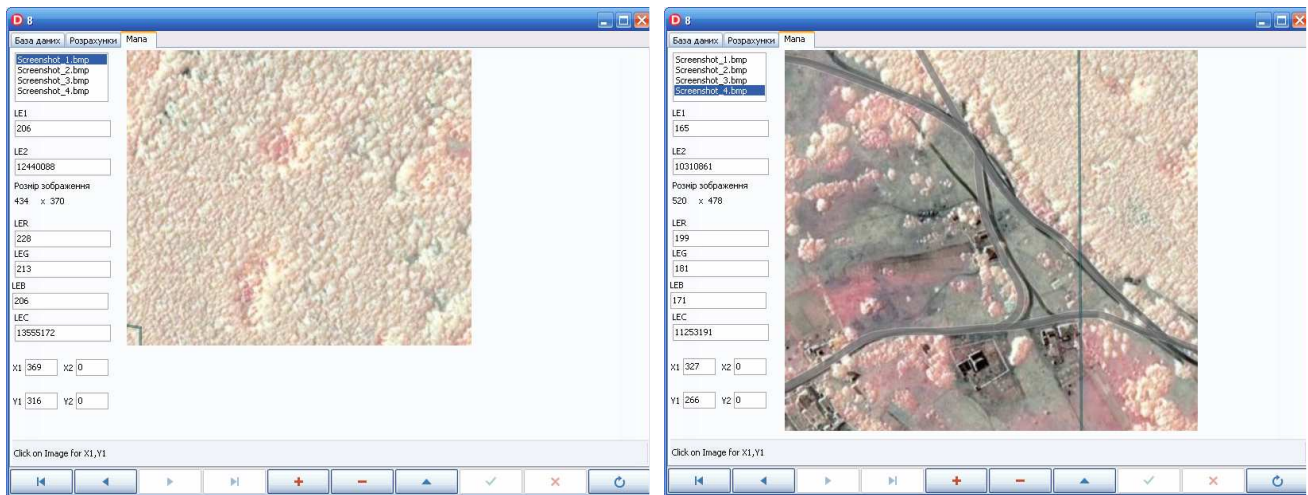 8
База даних Розрахунки Мапа
Screenshot_1.bmp
Screenshot_2.bmp
Screenshot_3.bmp
Screenshot_4.bmp
LE1
206
LE2
12440088
Розмір зображення
434 x 370
LER
228
LEG
213
LEB
206
LEC
13555172
X1 369 X2 0
Y1 316 Y2 0
Click on Image for X1,Y1
8
База даних Розрахунки Мапа
Screenshot_1.bmp
Screenshot_2.bmp
Screenshot_3.bmp
Screenshot_4.bmp
LE1
165
LE2
10310861
Розмір зображення
520 x 478
LER
199
LEG
181
LEB
171
LEC
11253191
X1 327 X2 0
Y1 266 Y2 0
Click on Image for X1,Y1